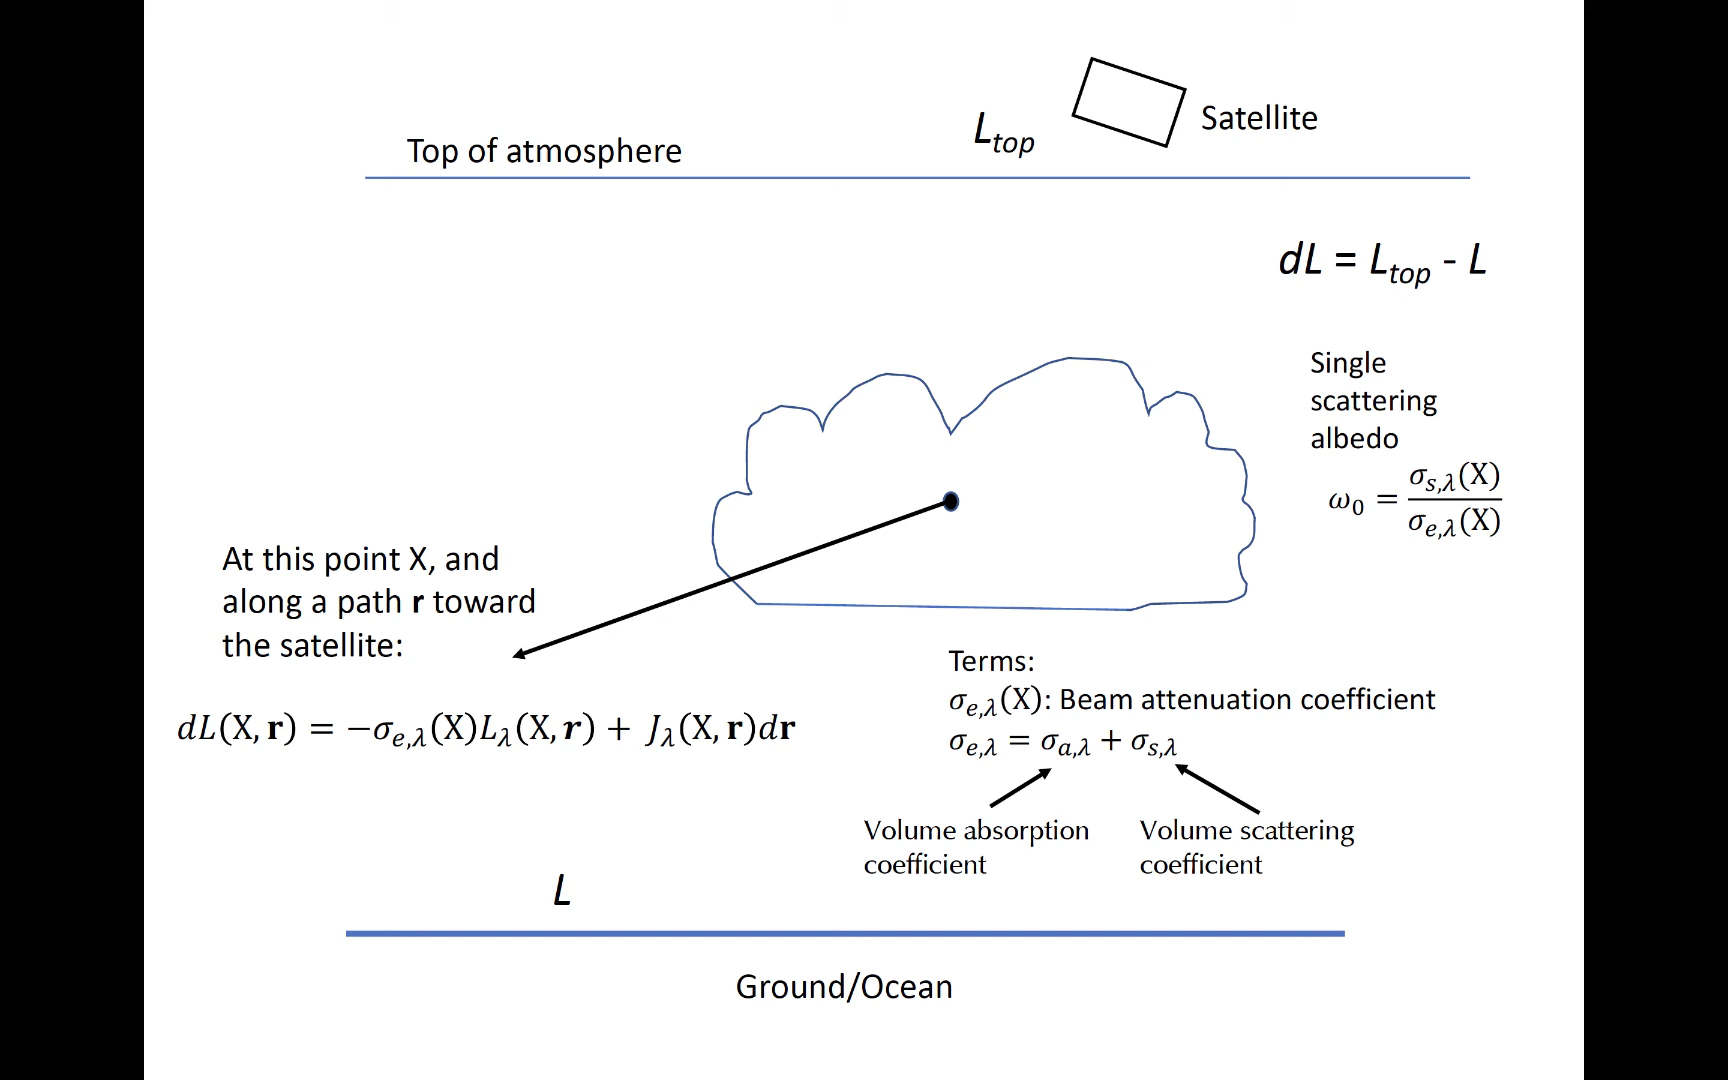 Satellite
L_top
Top of atmosphere
dL = L_top - L
Single
scattering
albedo
ω₀ = σ_{s,λ}(X) / σ_{e,λ}(X)
At this point X, and
along a path r toward
the satellite:
dL(X, r) = −σ_{e,λ}(X)L_λ(X, r) + J_λ(X, r)dr
Terms:
σ_{e,λ}(X): Beam attenuation coefficient
σ_{e,λ} = σ_{a,λ} + σ_{s,λ}
Volume absorption
coefficient
Volume scattering
coefficient
L
Ground/Ocean